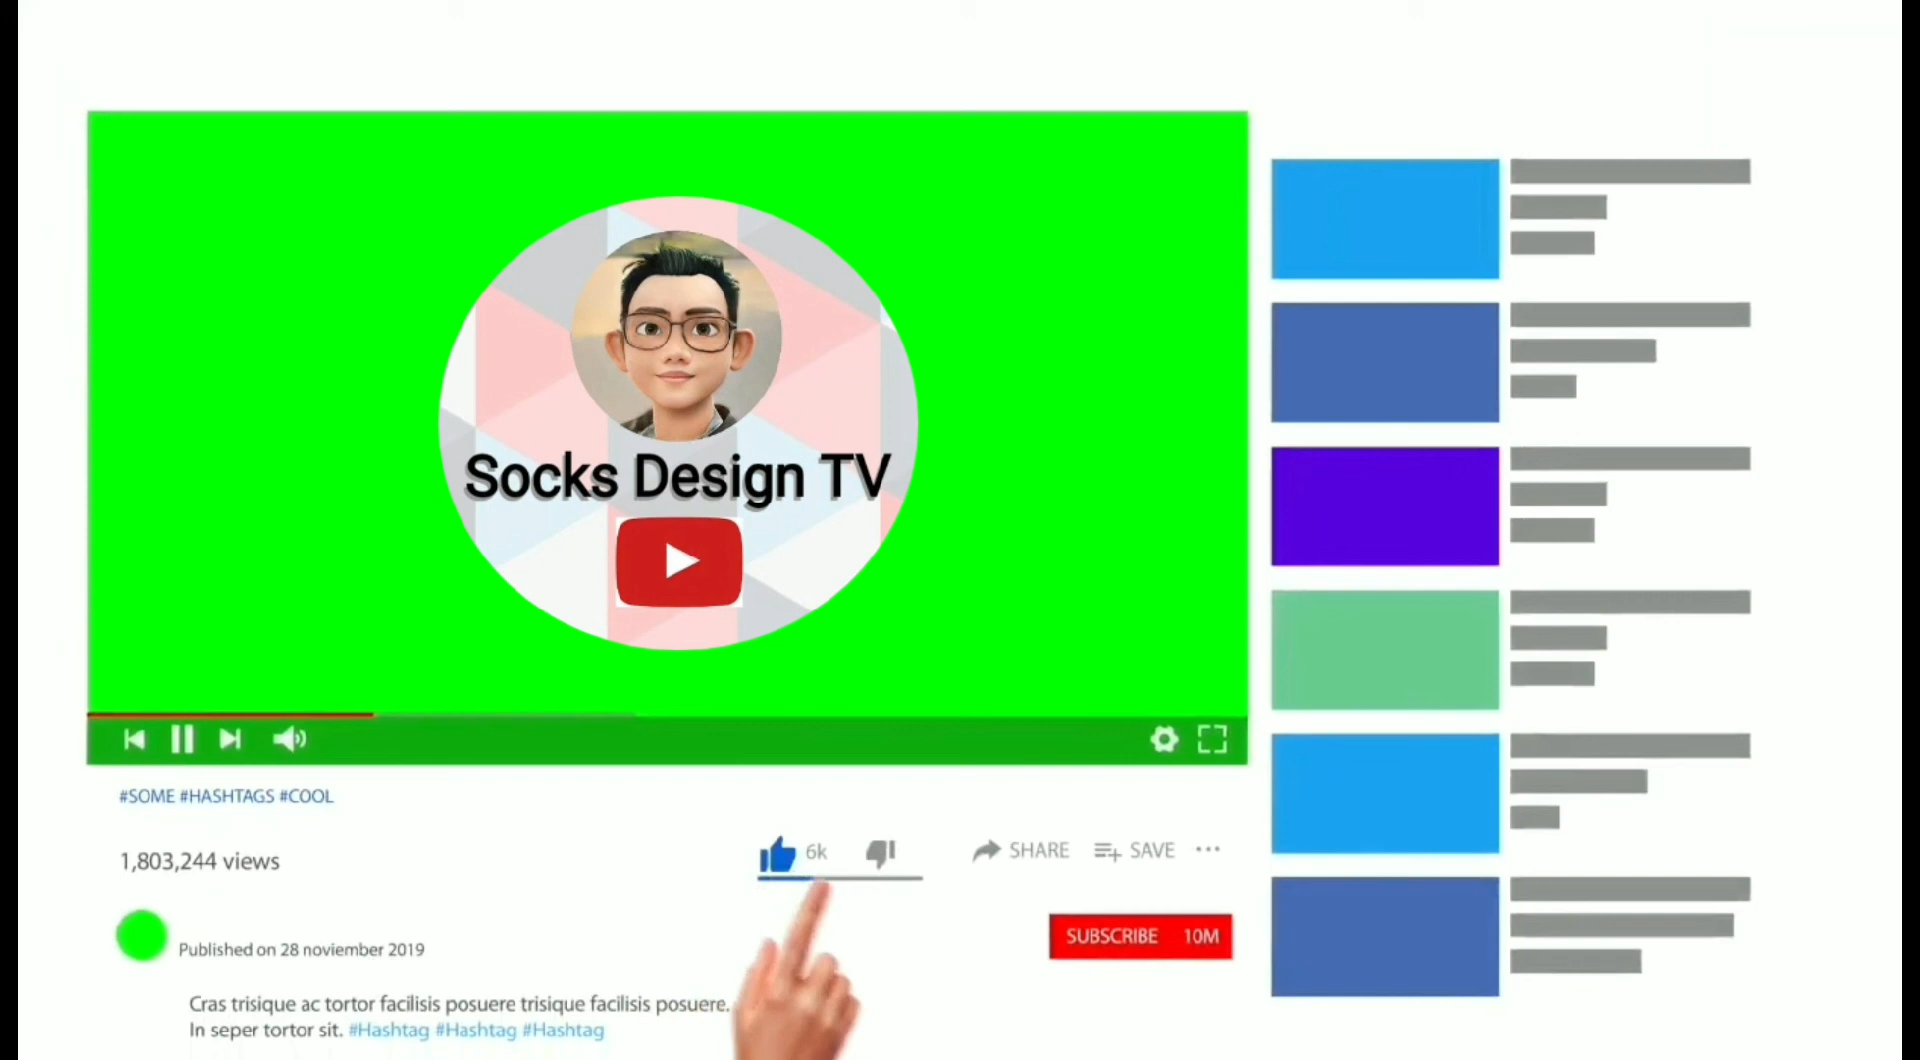 Socks Design TV
#SOME #HASHTAGS #COOL
1,803,244 views
6k
SHARE
SAVE
Published on 28 noviember 2019
SUBSCRIBE 10M
Cras trisique ac tortor facilisis posuere trisique facilisis posuere.
In seper tortor sit. #Hashtag #Hashtag #Hashtag